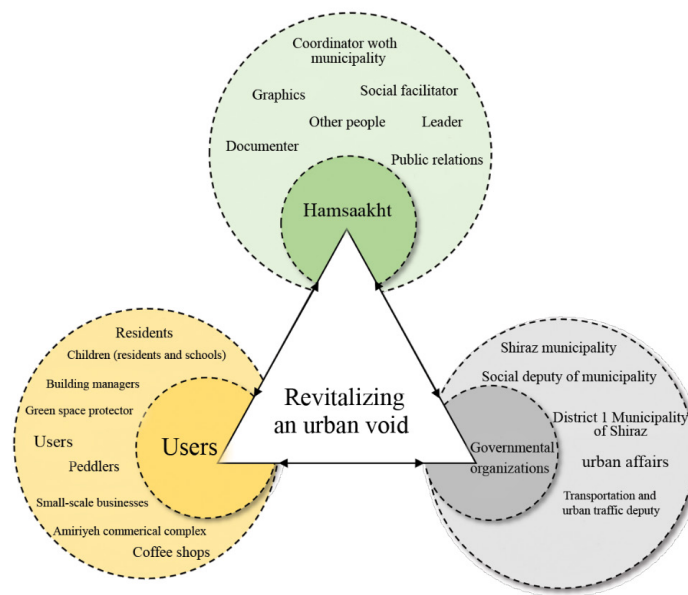 Coordinator woth
municipality
Graphics
Social facilitator
Other people
Leader
Documenter
Public relations
Hamsaakht
Residents
Children (residents and schools)
Building managers
Green space protector
Users
Peddlers
Small-scale businesses
Amiriyeh commerical complex
Coffee shops
Users
Revitalizing
an urban void
Shiraz municipality
Social deputy of municipality
District 1 Municipality
of Shiraz
urban affairs
Transportation and
urban traffic deputy
Governmental
organizations